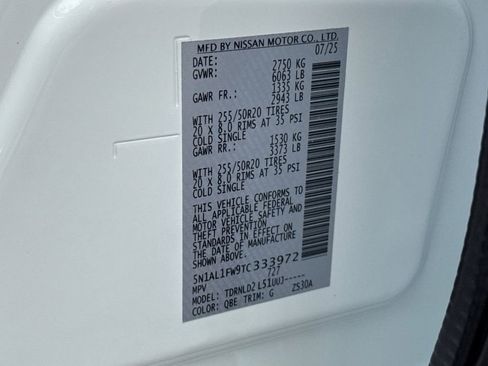 MFD BY NISSAN MOTOR CO., LTD.
DATE: 07/25
GVWR: 2750 KG
6063 LB
GAWR FR.: 1335 KG
2943 LB
WITH 255/50R20 TIRES
20 X 8.0 RIMS AT 35 PSI
COLD SINGLE
GAWR RR.: 1530 KG
3373 LB
WITH 255/50R20 TIRES
20 X 8.0 RIMS AT 35 PSI
COLD SINGLE
THIS VEHICLE CONFORMS TO
ALL APPLICABLE FEDERAL
MOTOR VEHICLE SAFETY AND
THEFT PREVENTION
STANDARDS IN EFFECT ON
THE DATE OF MANUFACTURE
SHOWN ABOVE.
5N1AL1FW9TC333972
MPV 727
MODEL: TDRNLD2 L51UUJ-----
COLOR: QBE TRIM: G ZS30A